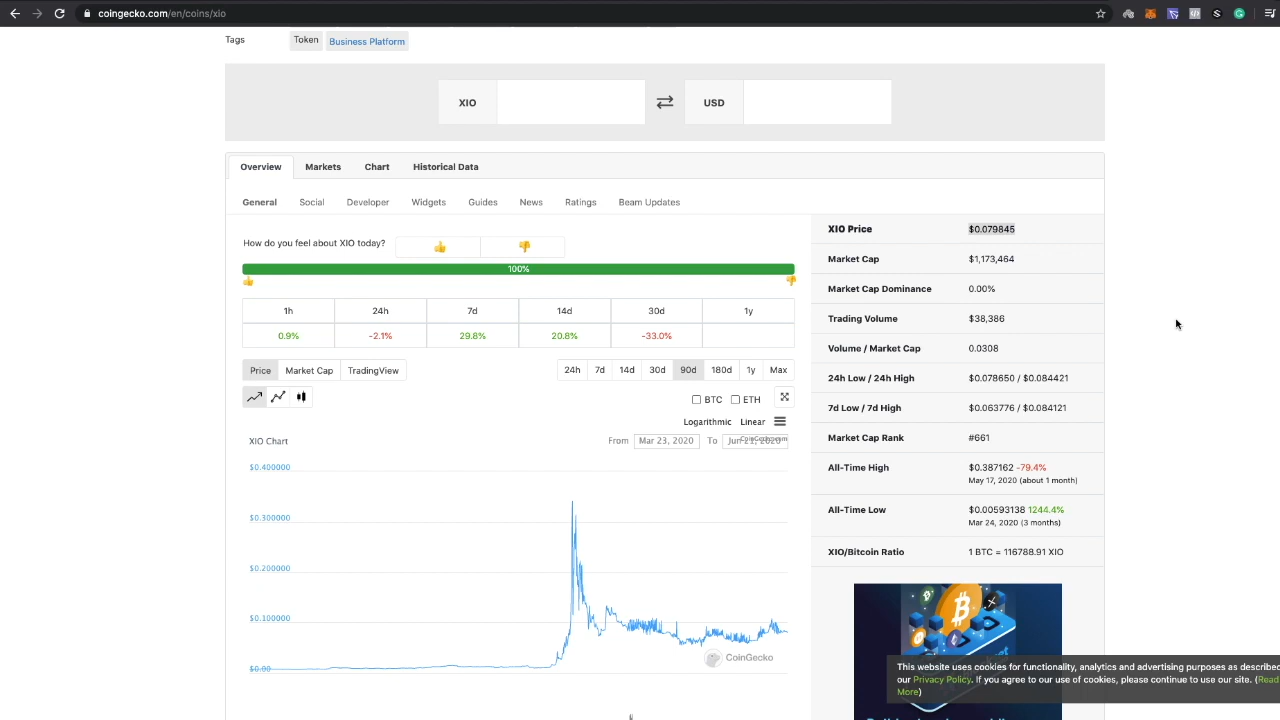 coingecko.com/en/coins/xio
Tags Token Business Platform
XIO USD
Overview Markets Chart Historical Data
General Social Developer Widgets Guides News Ratings Beam Updates
How do you feel about XIO today?
100%
1h 24h 7d 14d 30d 1y
0.9% -2.1% 29.8% 20.8% -33.0%
Price Market Cap TradingView
24h 7d 14d 30d 90d 180d 1y Max
BTC ETH
Logarithmic Linear
XIO Chart
From Mar 23, 2020 To Jun 21, 2020
CoinGecko.com
$0.400000
$0.300000
$0.200000
$0.100000
$0.00
CoinGecko
XIO Price $0.079845
Market Cap $1,173,464
Market Cap Dominance 0.00%
Trading Volume $38,386
Volume / Market Cap 0.0308
24h Low / 24h High $0.078650 / $0.084421
7d Low / 7d High $0.063776 / $0.084121
Market Cap Rank #661
All-Time High $0.387162 -79.4%
May 17, 2020 (about 1 month)
All-Time Low $0.00593138 1244.4%
Mar 24, 2020 (3 months)
XIO/Bitcoin Ratio 1 BTC = 116788.91 XIO
This website uses cookies for functionality, analytics and advertising purposes as described
our Privacy Policy. If you agree to our use of cookies, please continue to use our site. (Read
More)